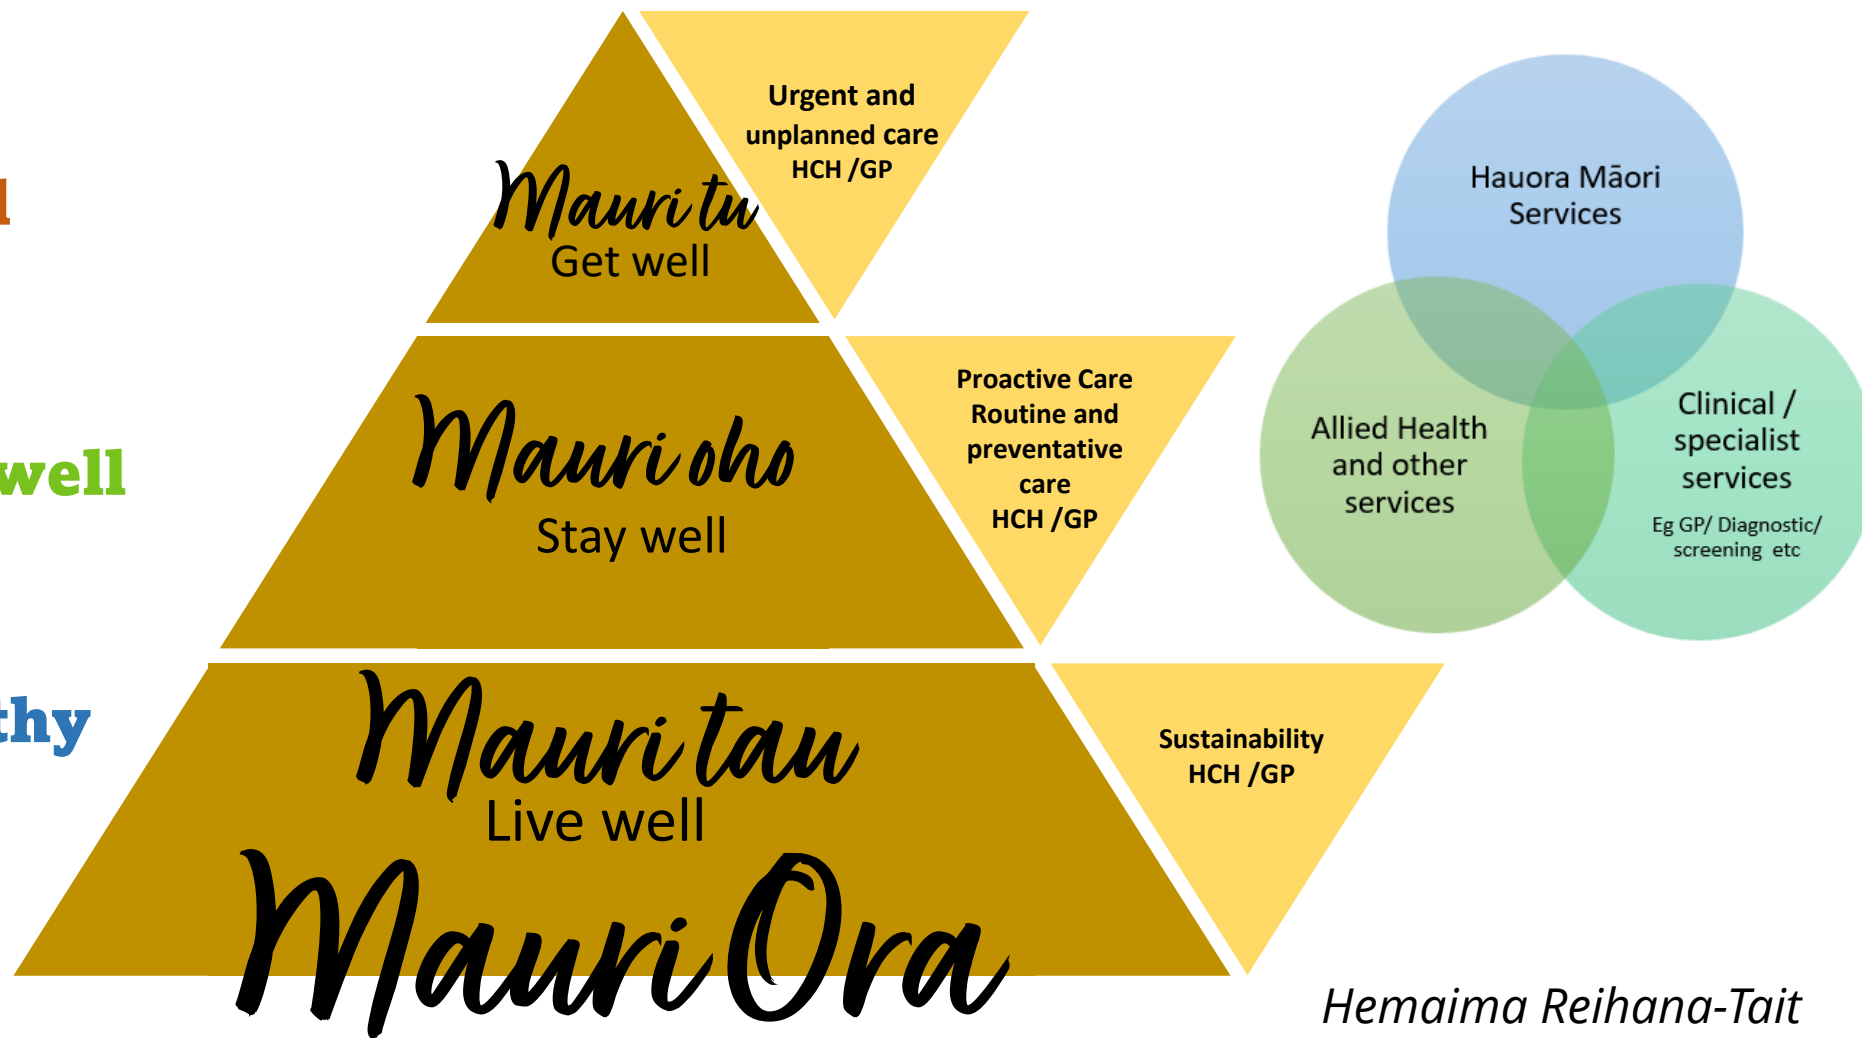 Mauri tu
Get well
Urgent and
unplanned care
HCH /GP
well
Mauri oho
Stay well
Proactive Care
Routine and
preventative
care
HCH /GP
Mauri tau
Live well
Mauri Ora
Sustainability
HCH /GP
Hauora Māori
Services
Allied Health
and other
services
Clinical /
specialist
services
Eg GP/ Diagnostic/
screening etc
Hemaima Reihana-Tait